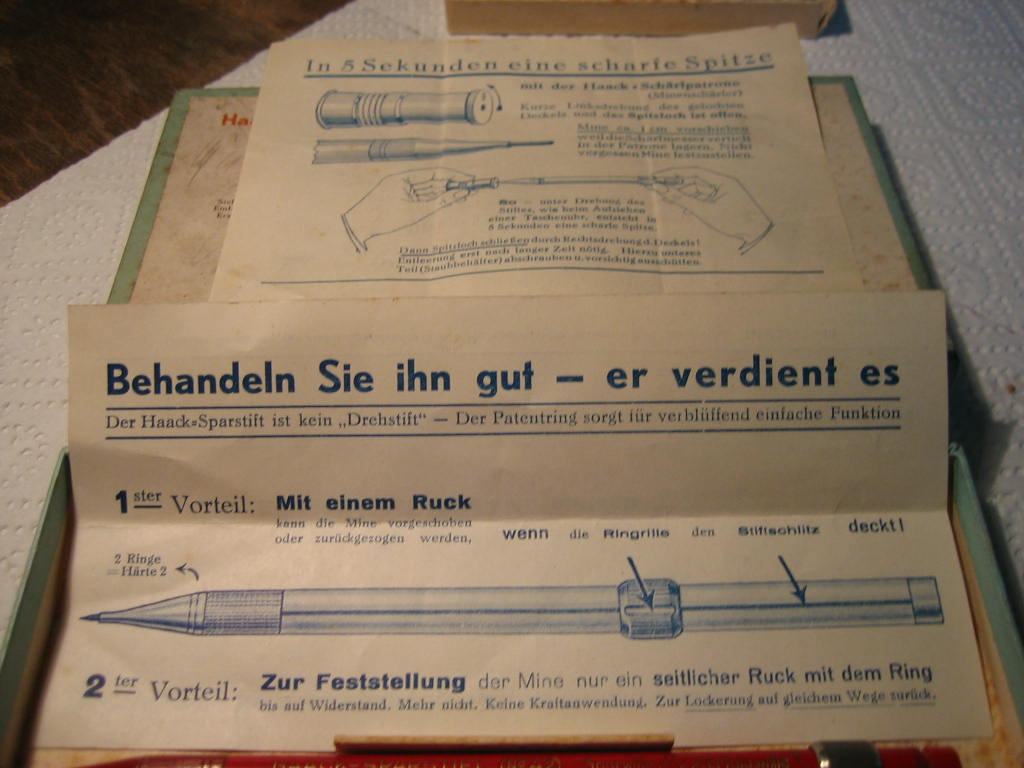 In 5 Sekunden eine scharfe Spitze
mit der Haack-Schärfpatrone
(Minenschärfer)
Kurze Linksdrehung des gelochten
Deckels und das Spitzloch ist offen.
Mine ca. 1 cm vorschieben
weil die Schärfmesser versenkt
in der Patrone lagern. Nicht
vergessen Mine festzustellen.
So — unter Drehung des
Stiftes, wie beim Aufziehen
einer Taschenuhr, entsteht in
5 Sekunden eine scharfe Spitze.
Dann Spitzloch schließen durch Rechtsdrehung d. Deckels!
Entleerung erst nach langer Zeit nötig. Hierzu unteres
Teil (Staubbehälter) abschrauben u. vorsichtig ausschütten.
Ha
Behandeln Sie ihn gut — er verdient es
Der Haack=Sparstift ist kein „Drehstift“ — Der Patentring sorgt für verblüffend einfache Funktion
1ster Vorteil: Mit einem Ruck
kann die Mine vorgeschoben
oder zurückgezogen werden, wenn die Ringrille den Stiftschlitz deckt!
2 Ringe
=Härte 2
2ter Vorteil: Zur Feststellung der Mine nur ein seitlicher Ruck mit dem Ring
bis auf Widerstand. Mehr nicht. Keine Kraftanwendung. Zur Lockerung auf gleichem Wege zurück.
HAACK-SPARSTIFT